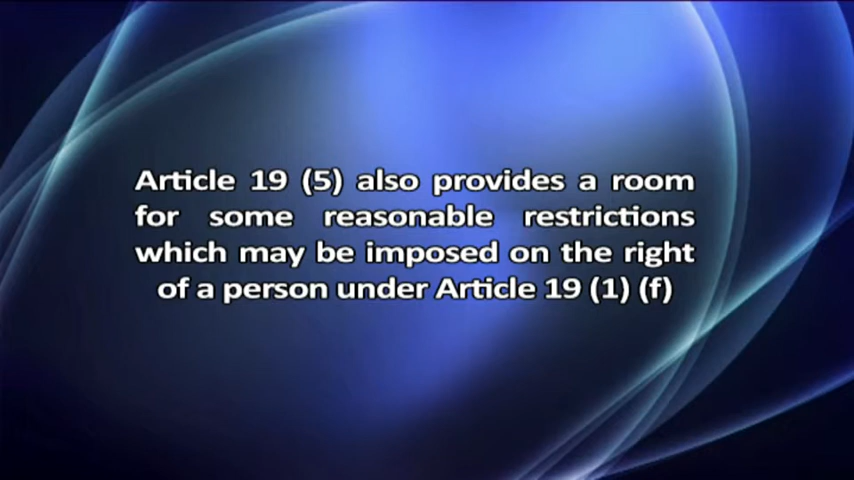 Article 19 (5) also provides a room
for some reasonable restrictions
which may be imposed on the right
of a person under Article 19 (1) (f)